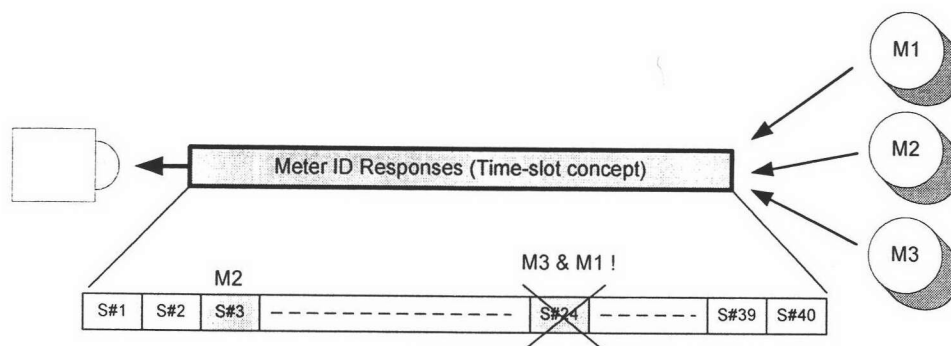 M1
Meter ID Responses (Time-slot concept)
M2
M3
M2
M3 & M1 !
S#1 S#2 S#3 S#24 S#39 S#40